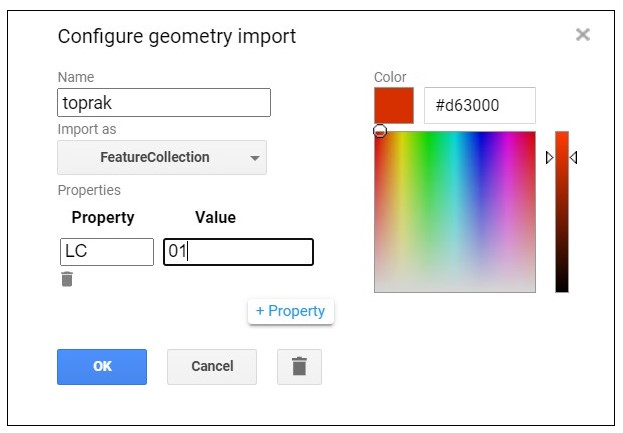 Configure geometry import
Name
toprak
Import as
FeatureCollection
Properties
Property Value
LC 01
+ Property
OK Cancel
Color
#d63000